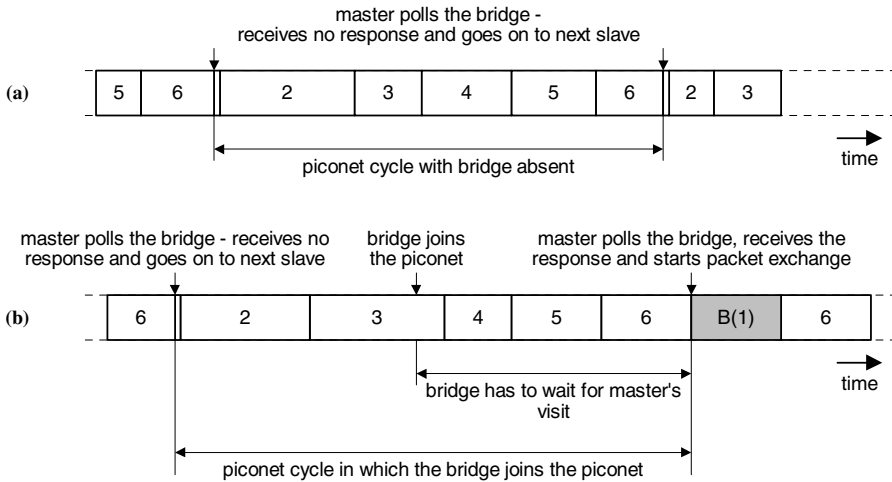 master polls the bridge -
receives no response and goes on to next slave
(a)
5 6 2 3 4 5 6 2 3
time
piconet cycle with bridge absent
master polls the bridge - receives no
response and goes on to next slave
bridge joins
the piconet
master polls the bridge, receives the
response and starts packet exchange
(b)
6 2 3 4 5 6 B(1) 6
time
bridge has to wait for master's
visit
piconet cycle in which the bridge joins the piconet